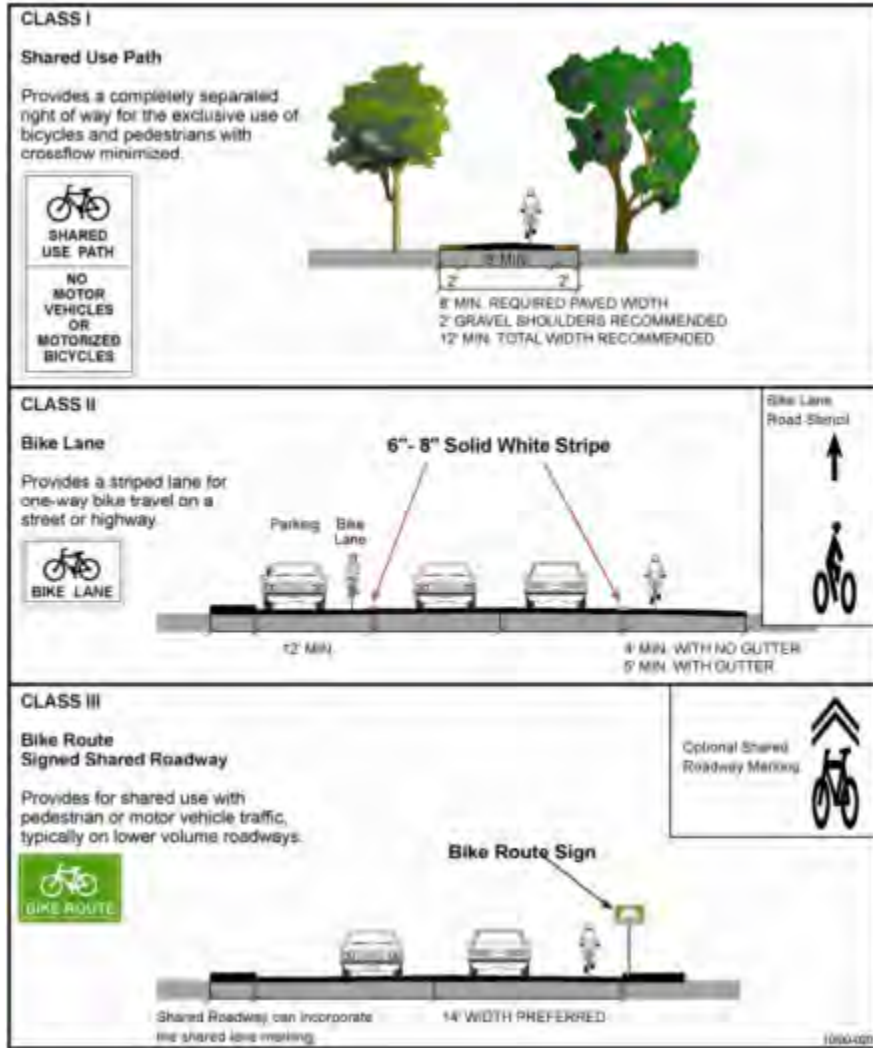 CLASS I
Shared Use Path
Provides a completely separated
right of way for the exclusive use of
bicycles and pedestrians with
crossflow minimized.
SHARED
USE PATH
NO
MOTOR
VEHICLES
OR
MOTORIZED
BICYCLES
8' MIN.
2' 2'
8' MIN. REQUIRED PAVED WIDTH
2' GRAVEL SHOULDERS RECOMMENDED
12' MIN. TOTAL WIDTH RECOMMENDED
CLASS II
Bike Lane
Provides a striped lane for
one-way bike travel on a
street or highway.
BIKE LANE
6"- 8" Solid White Stripe
Parking Bike
Lane
Bike Lane
Road Stencil
12' MIN.
4' MIN. WITH NO GUTTER
5' MIN. WITH GUTTER
CLASS III
Bike Route
Signed Shared Roadway
Provides for shared use with
pedestrian or motor vehicle traffic,
typically on lower volume roadways.
BIKE ROUTE
Optional Shared
Roadway Marking
Bike Route Sign
Shared Roadway can incorporate
the shared lane marking.
14' WIDTH PREFERRED